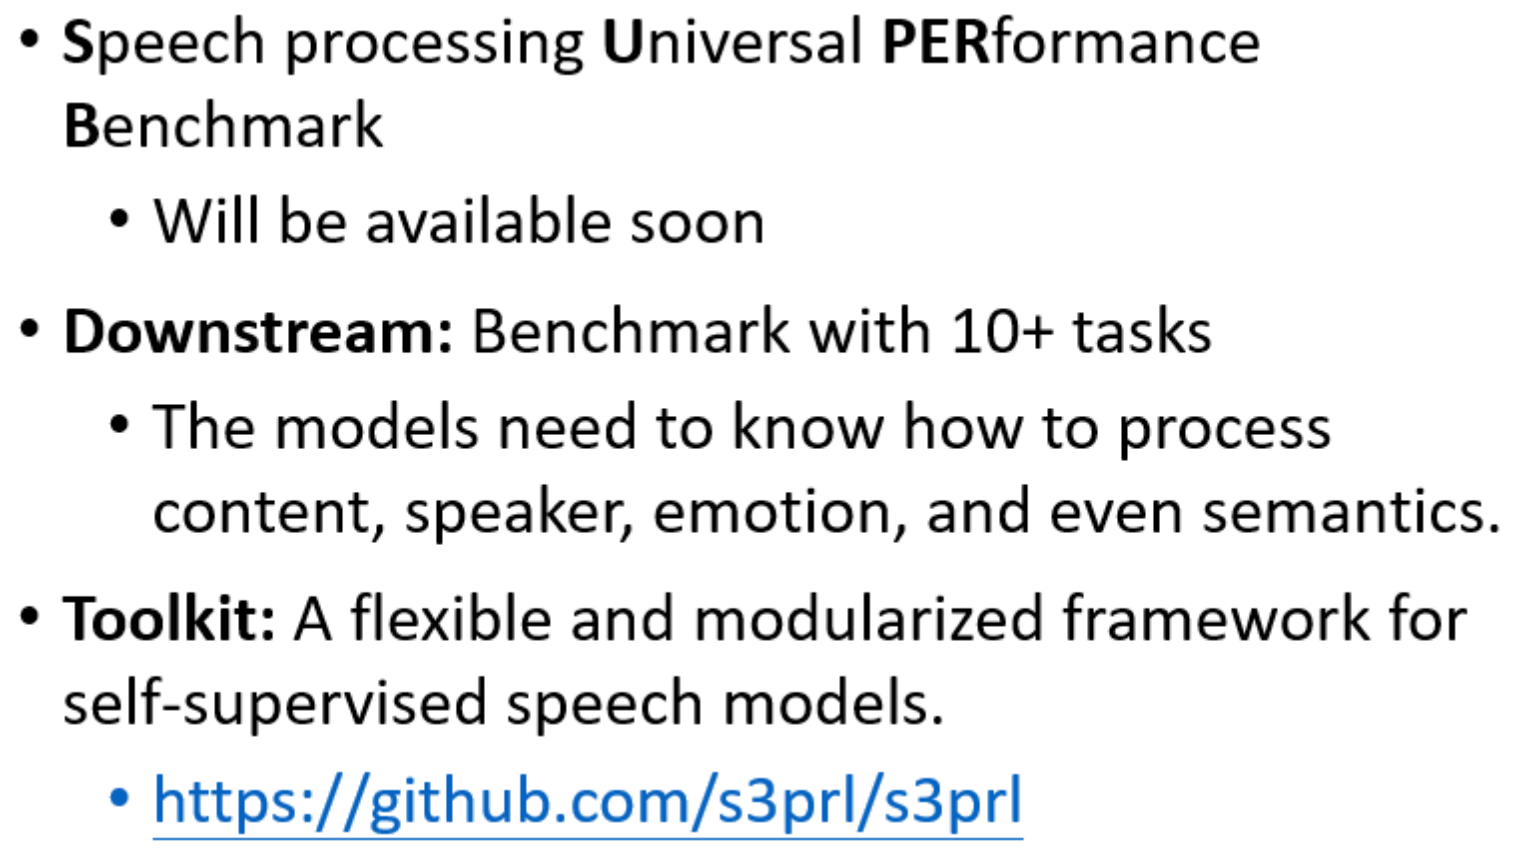 • Speech processing Universal PERformance
Benchmark
• Will be available soon
• Downstream: Benchmark with 10+ tasks
• The models need to know how to process
content, speaker, emotion, and even semantics.
• Toolkit: A flexible and modularized framework for
self-supervised speech models.
• https://github.com/s3prl/s3prl